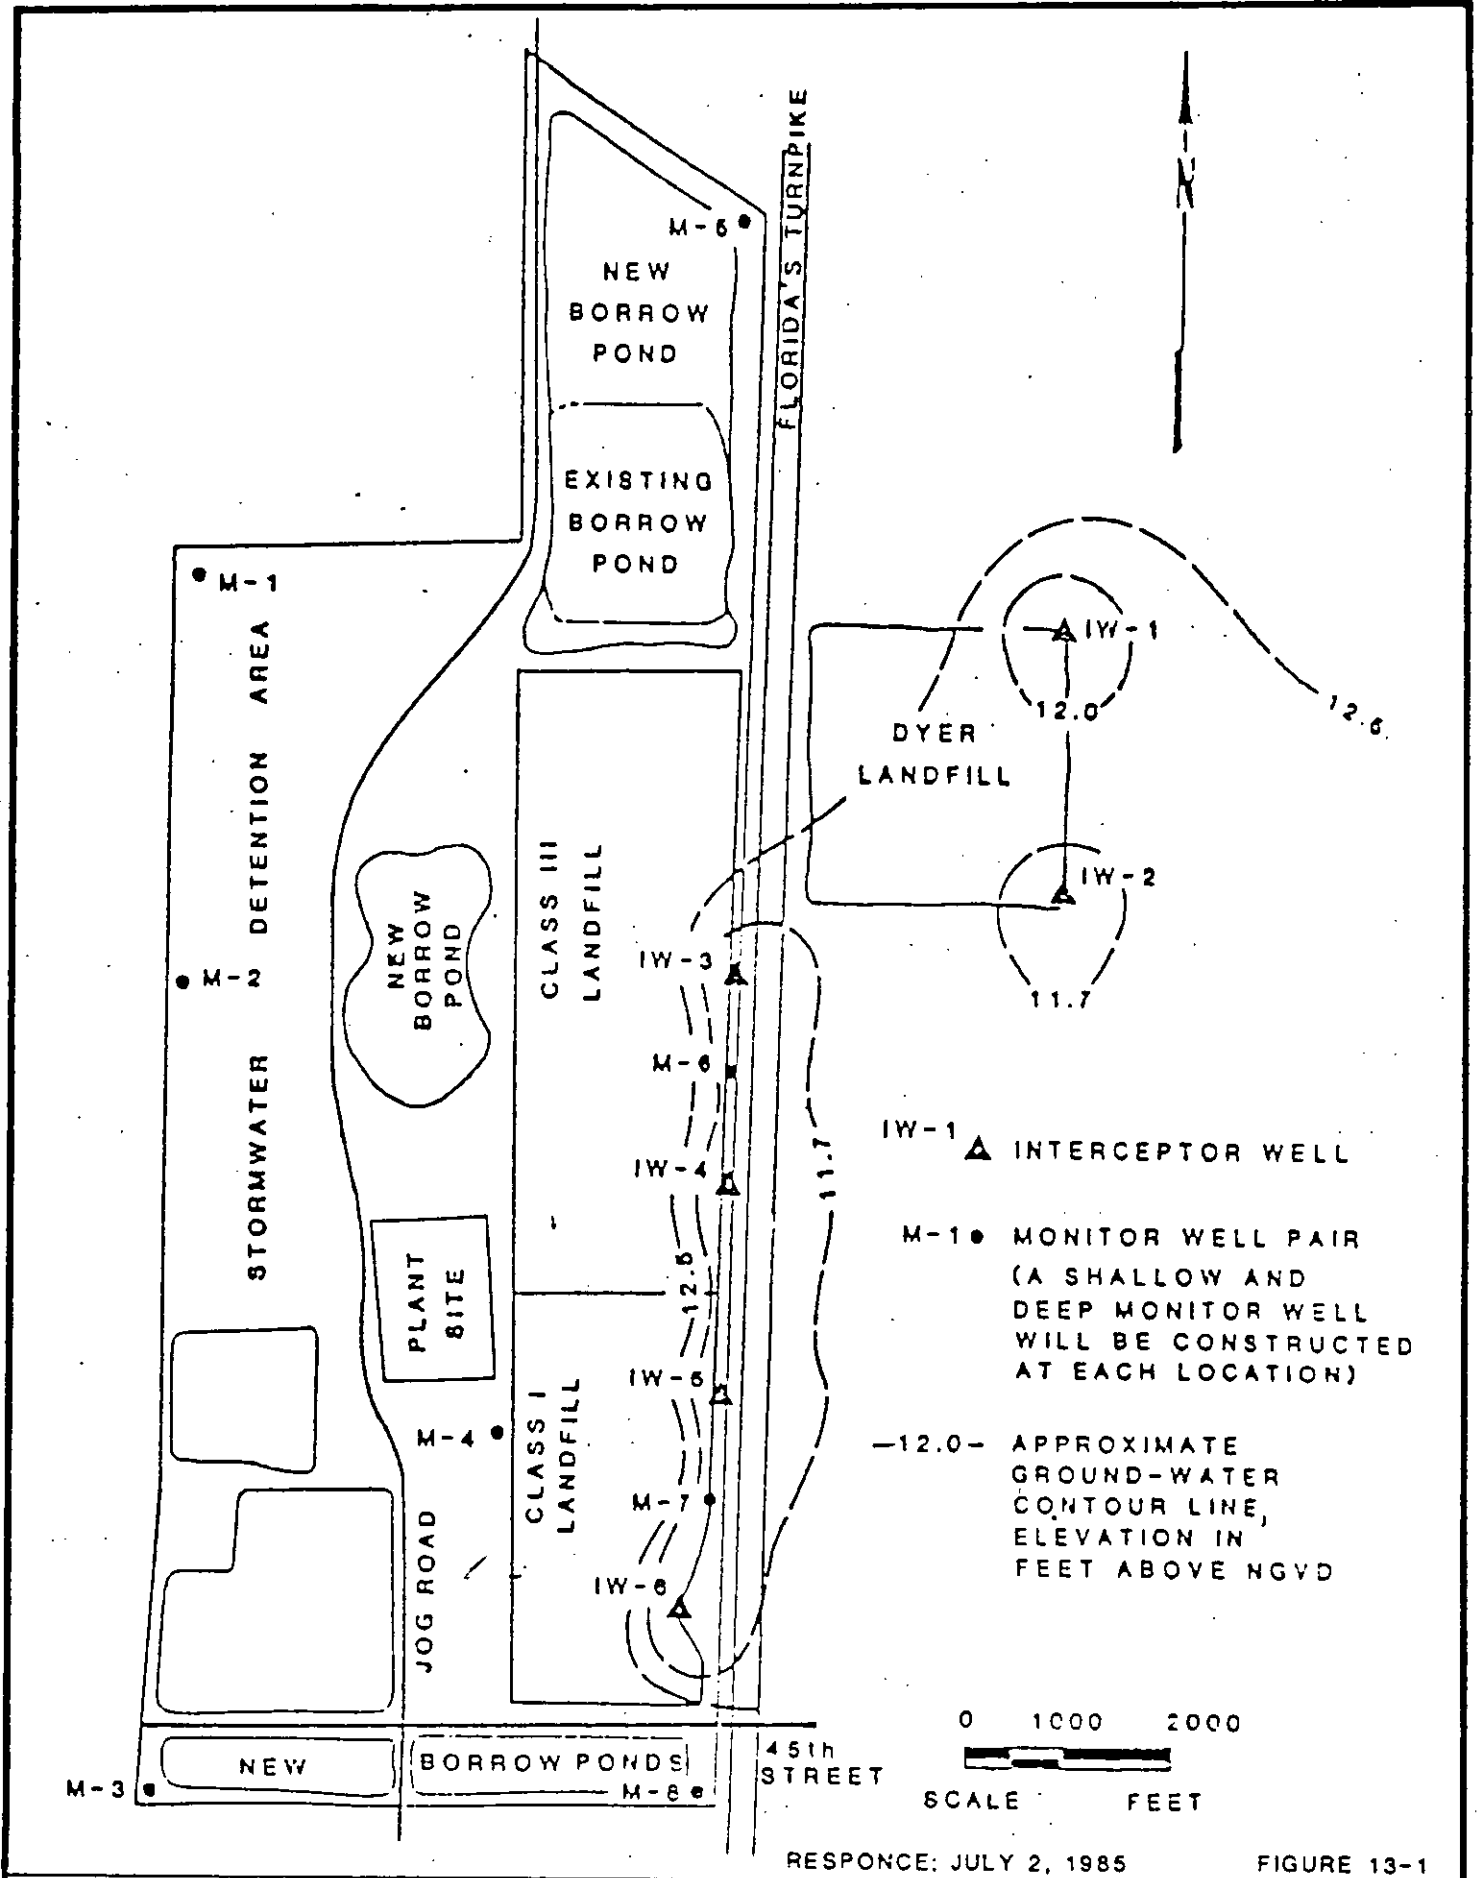 N
FLORIDA'S TURNPIKE
M-5
NEW
BORROW
POND
EXISTING
BORROW
POND
M-1
STORMWATER DETENTION AREA
IW-1
12.0
12.5
DYER
LANDFILL
IW-2
11.7
CLASS III
LANDFILL
NEW
BORROW
POND
M-2
IW-3
M-6
IW-4
11.7
12.5
PLANT
SITE
IW-5
M-4
CLASS I
LANDFILL
M-7
IW-6
JOG ROAD
IW-1 INTERCEPTOR WELL
M-1 MONITOR WELL PAIR
(A SHALLOW AND
DEEP MONITOR WELL
WILL BE CONSTRUCTED
AT EACH LOCATION)
-12.0- APPROXIMATE
GROUND-WATER
CONTOUR LINE,
ELEVATION IN
FEET ABOVE NGVD
NEW
BORROW PONDS
45th
STREET
M-3
M-8
0 1000 2000
SCALE FEET
RESPONCE: JULY 2, 1985
FIGURE 13-1